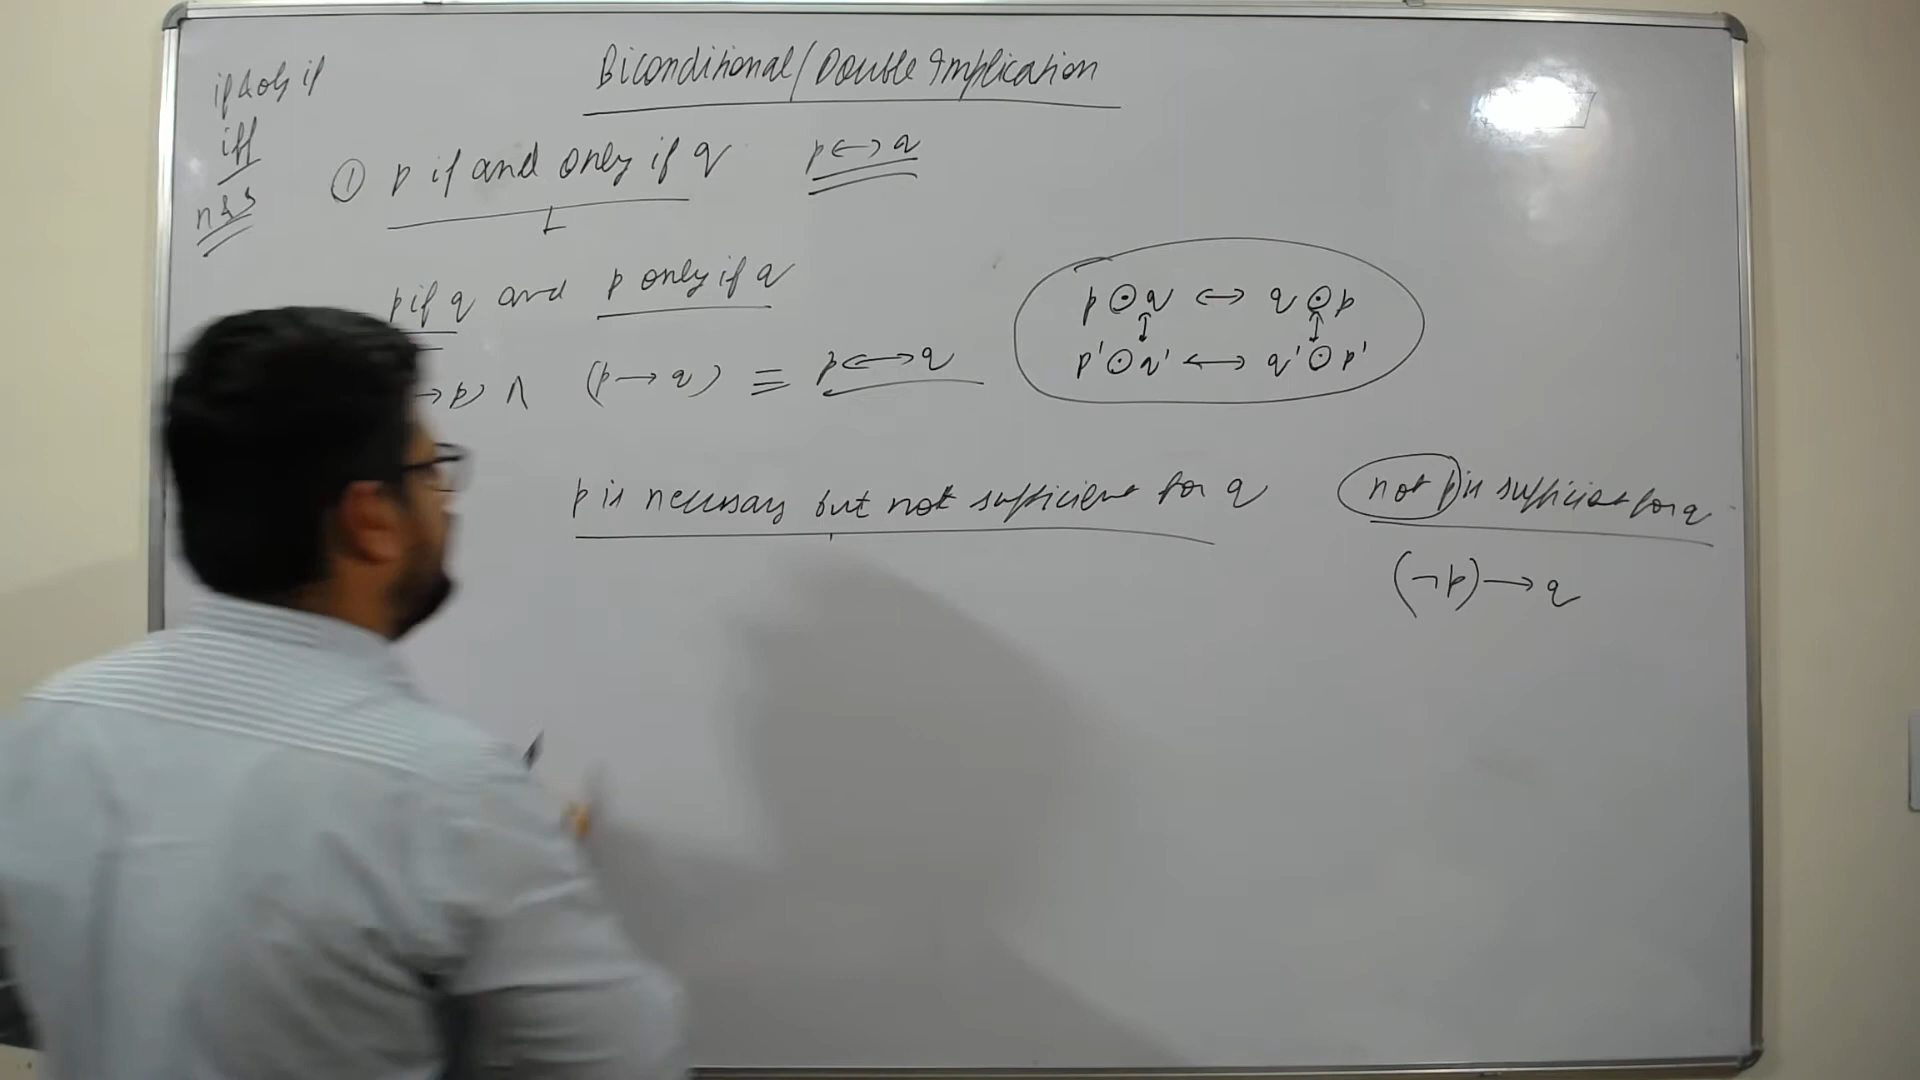 Biconditional/Double Implication
if & oly if
iff
n&s
① p if and only if q p ↔ q
p if q and p only if q
→ p) ∧ (p → q) ≡ p ↔ q
p ⊙ q ↔ q ⊙ p
p' ⊙ q' ↔ q' ⊙ p'
p is necessary but not sufficient for q
not p is sufficient for q
(¬p) → q